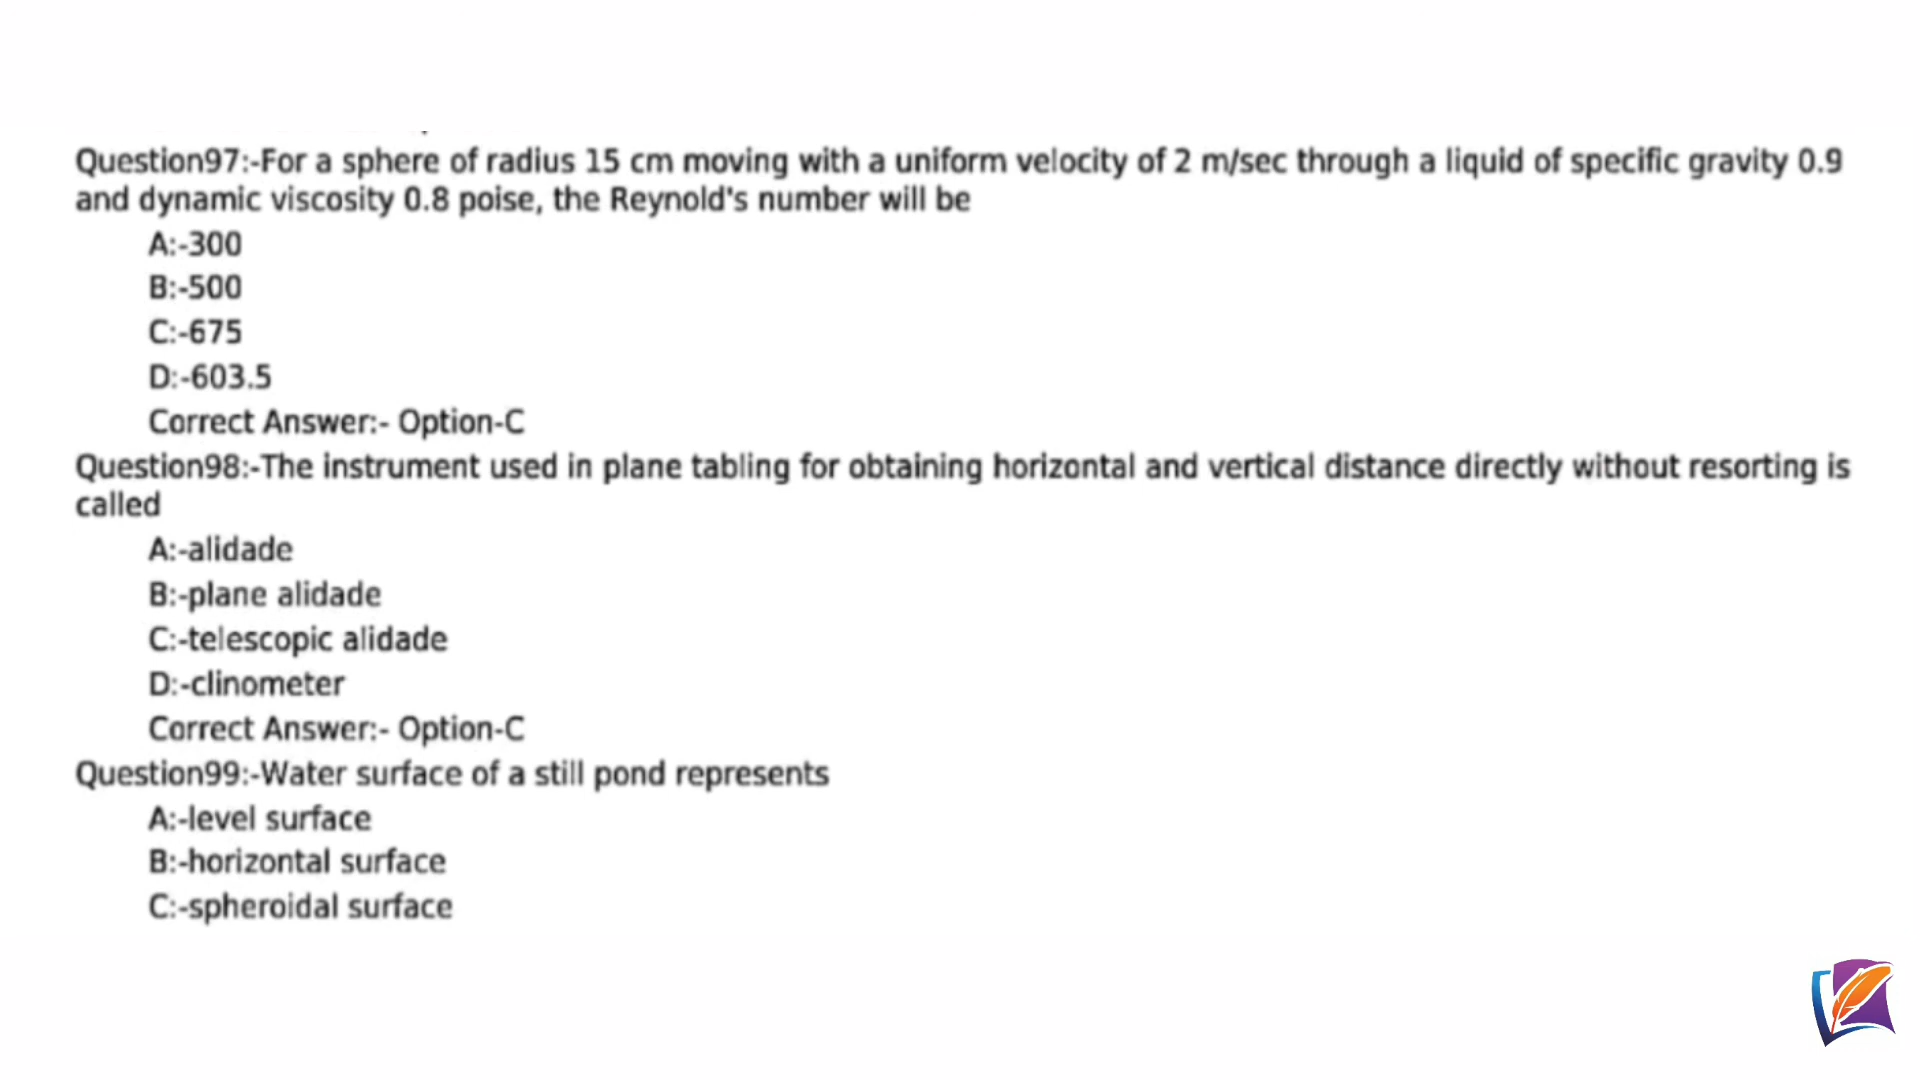 Question97:-For a sphere of radius 15 cm moving with a uniform velocity of 2 m/sec through a liquid of specific gravity 0.9
and dynamic viscosity 0.8 poise, the Reynold's number will be
A:-300
B:-500
C:-675
D:-603.5
Correct Answer:- Option-C
Question98:-The instrument used in plane tabling for obtaining horizontal and vertical distance directly without resorting is
called
A:-alidade
B:-plane alidade
C:-telescopic alidade
D:-clinometer
Correct Answer:- Option-C
Question99:-Water surface of a still pond represents
A:-level surface
B:-horizontal surface
C:-spheroidal surface